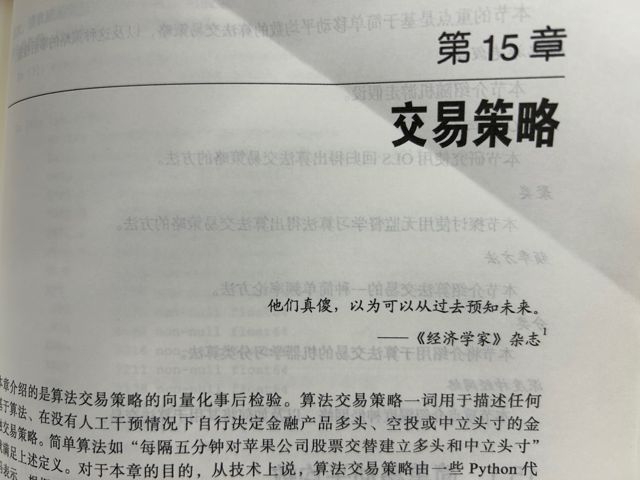 第15章
交易策略
他们真傻，以为可以从过去预知未来。
——《经济学家》杂志1
本章介绍的是算法交易策略的向量化事后检验。算法交易策略一词用于描述任何
基于算法、在没有人工干预情况下自行决定金融产品多头、空投或中立头寸的金
融交易策略。简单算法如“每隔五分钟对苹果公司股票交替建立多头和中立头寸”
就满足上述定义。对于本章的目的，从技术上说，算法交易策略由一些 Python 代